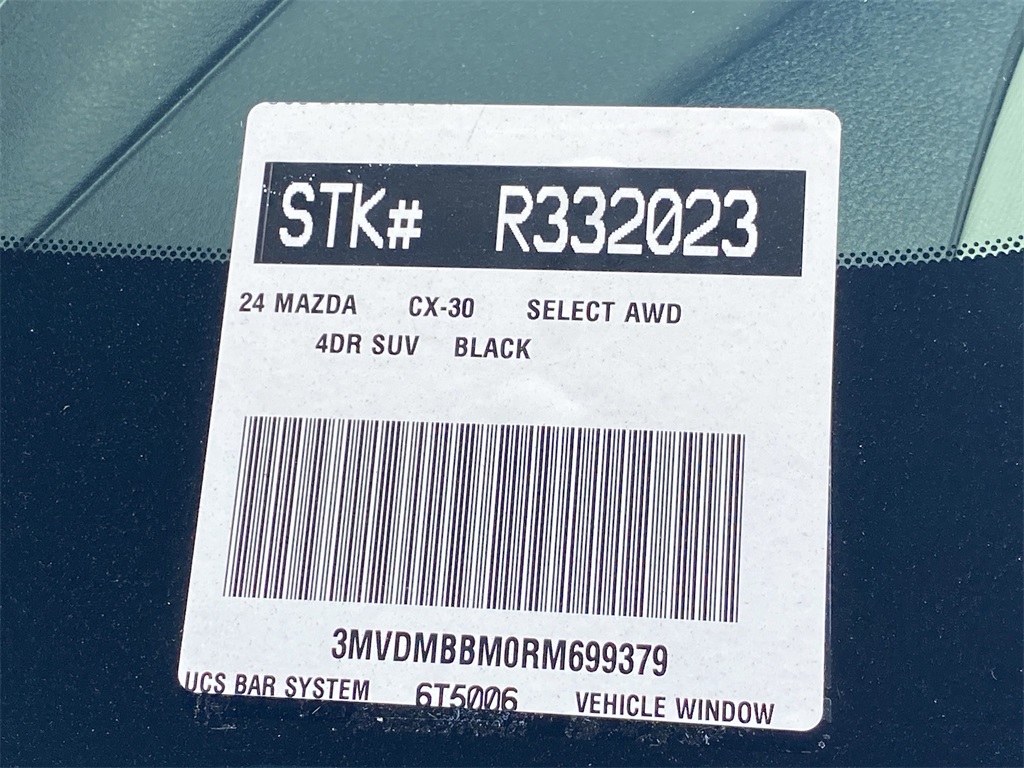 STK# R332023
24 MAZDA CX-30 SELECT AWD
4DR SUV BLACK
3MVDMBBM0RM699379
UCS BAR SYSTEM 6T5006 VEHICLE WINDOW